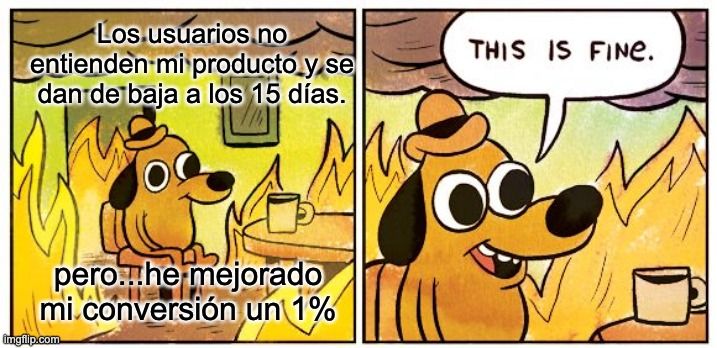 Los usuarios no
entienden mi producto y se
dan de baja a los 15 días.
pero...he mejorado
mi conversión un 1%
THIS IS FINE.
imgflip.com